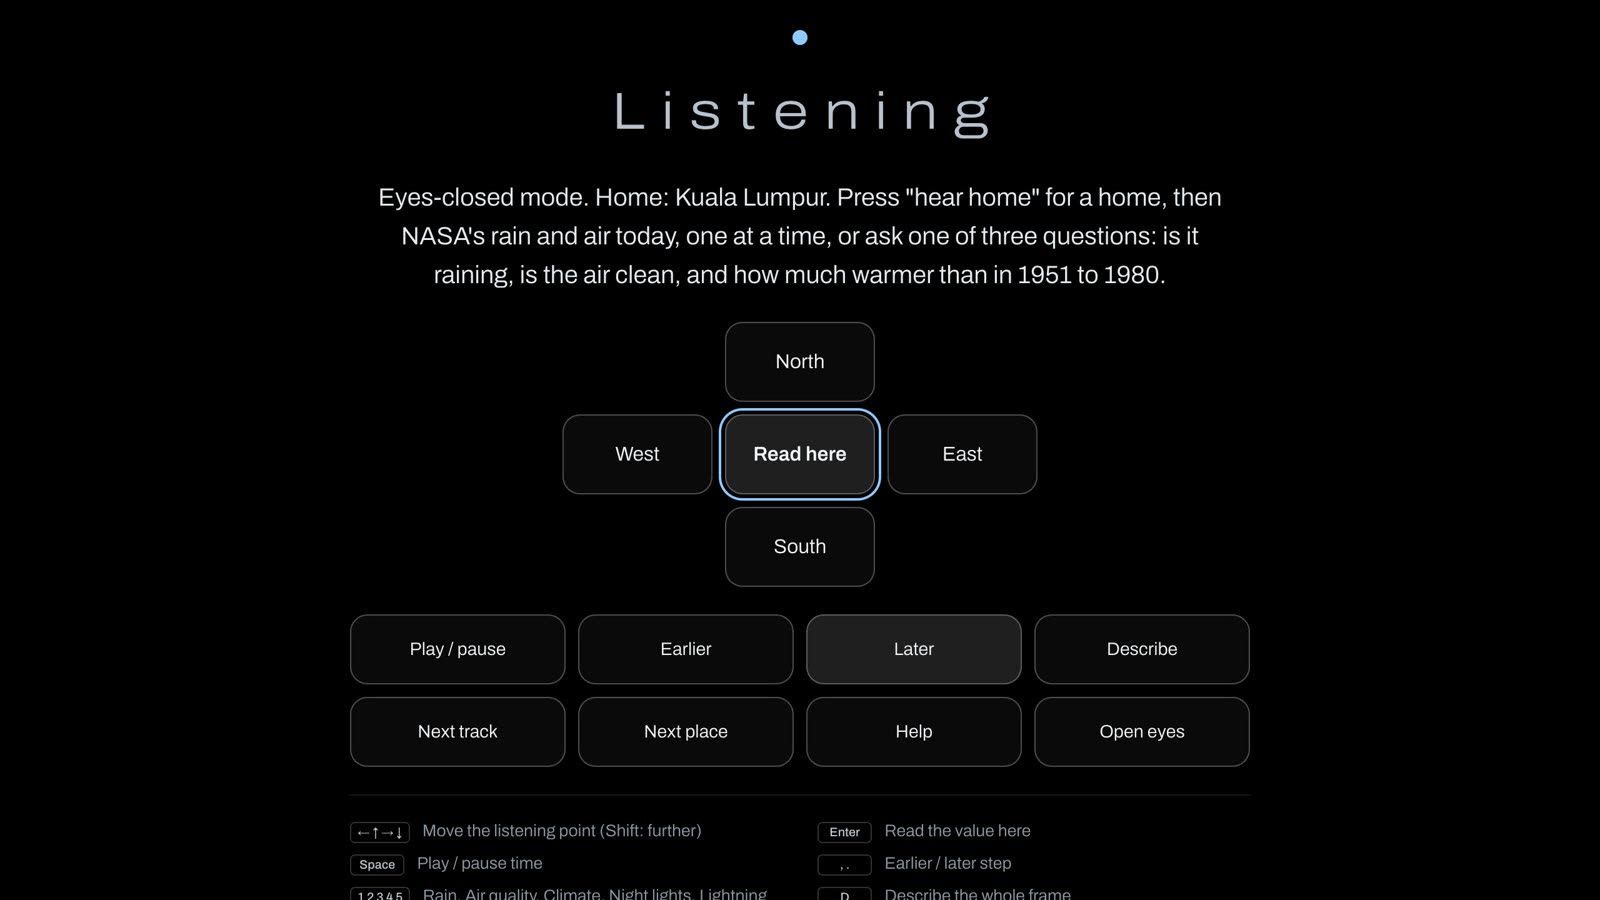 Listening
Eyes-closed mode. Home: Kuala Lumpur. Press "hear home" for a home, then
NASA's rain and air today, one at a time, or ask one of three questions: is it
raining, is the air clean, and how much warmer than in 1951 to 1980.
North
West
Read here
East
South
Play / pause
Earlier
Later
Describe
Next track
Next place
Help
Open eyes
←↑→↓ Move the listening point (Shift: further)
Enter Read the value here
Space Play / pause time
, . Earlier / later step
1 2 3 4 5 Rain, Air quality, Climate, Night lights, Lightning
D Describe the whole frame